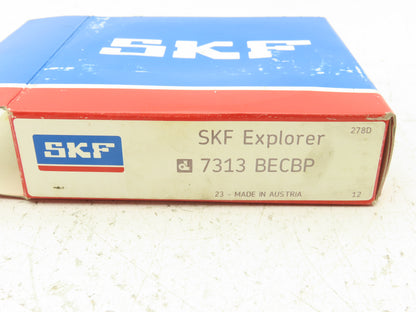 SKF
SKF
SKF Explorer
278D
7313 BECBP
23 - MADE IN AUSTRIA
12